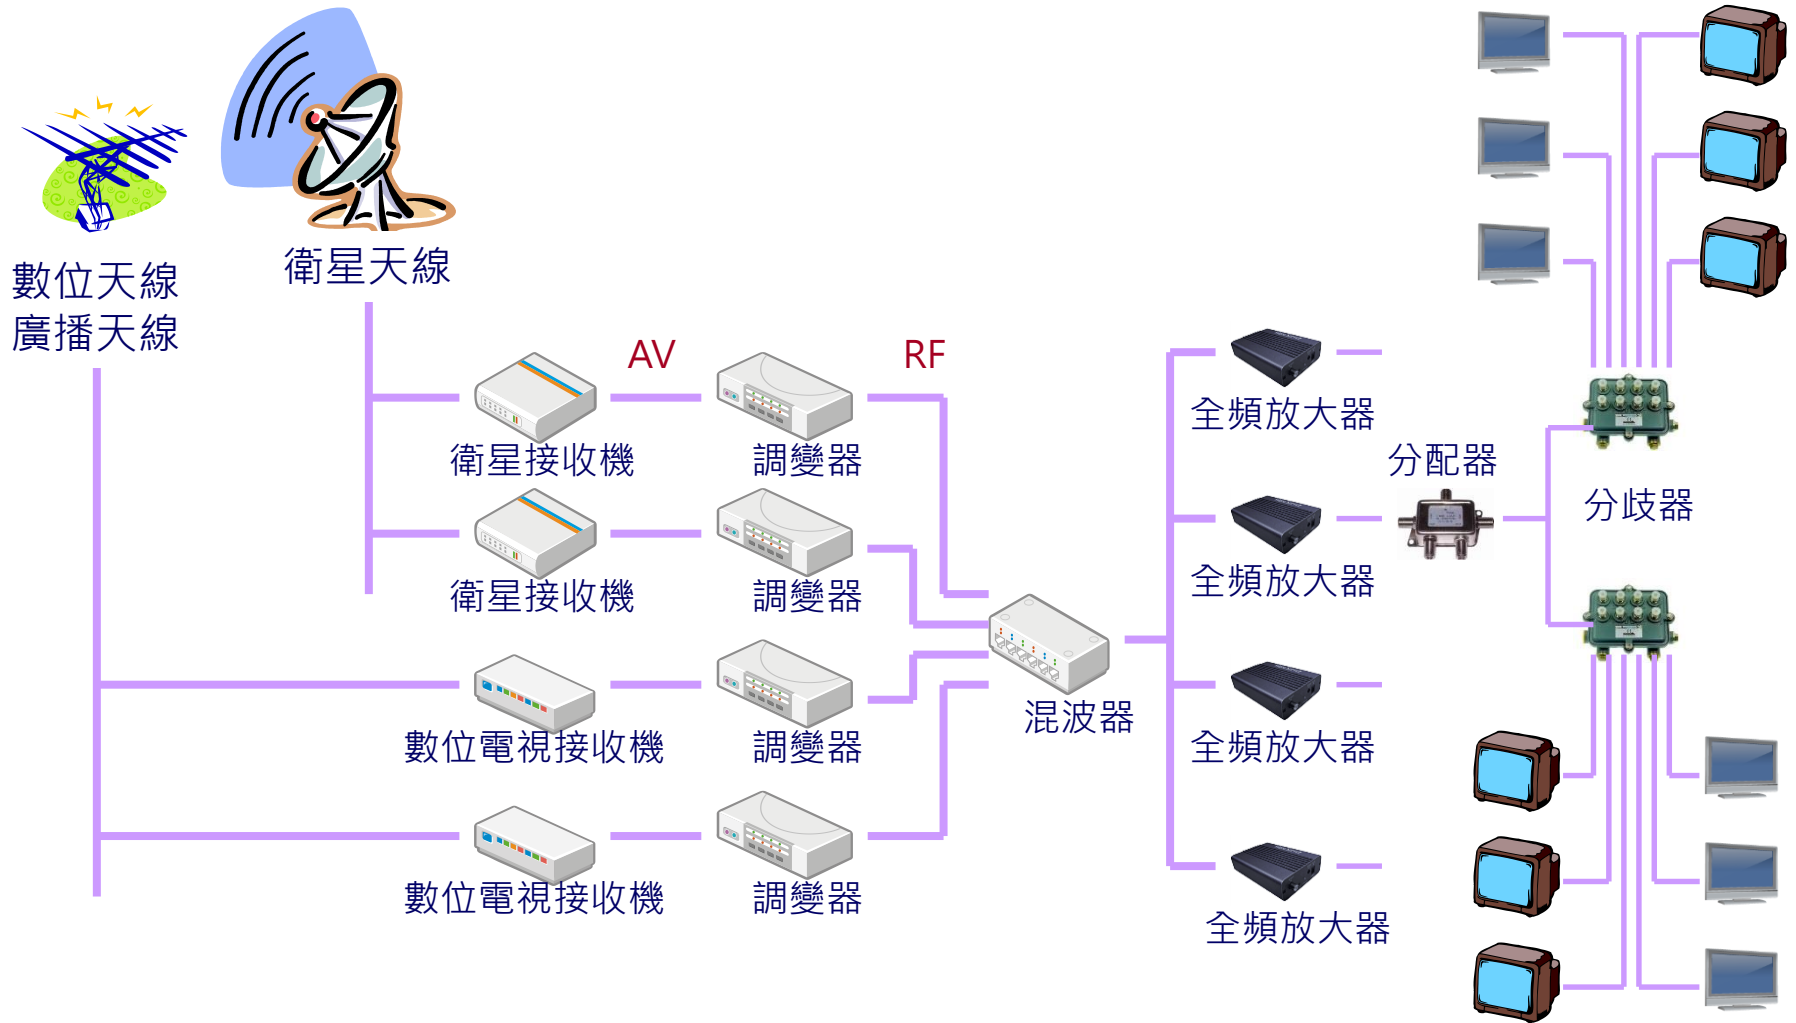 衛星天線
數位天線
廣播天線
AV
RF
衛星接收機
調變器
衛星接收機
調變器
數位電視接收機
調變器
數位電視接收機
調變器
混波器
全頻放大器
全頻放大器
全頻放大器
全頻放大器
分配器
分歧器